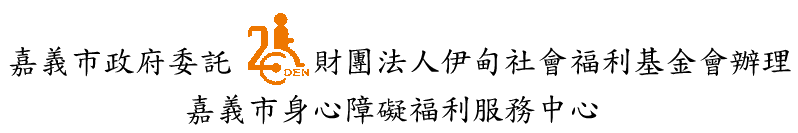 嘉義市政府委託 EDEN 財團法人伊甸社會福利基金會辦理
嘉義市身心障礙福利服務中心